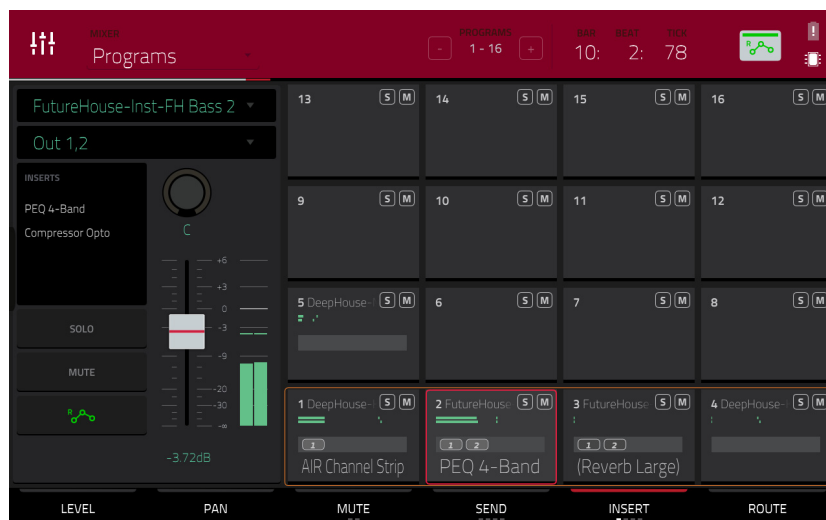 MIXER
Programs
PROGRAMS
- 1 - 16 +
BAR BEAT TICK
10: 2: 78
R
!
FutureHouse-Inst-FH Bass 2
Out 1,2
INSERTS
PEQ 4-Band
Compressor Opto
C
+6
+3
0
-3
-9
-20
-30
-∞
SOLO
MUTE
R
-3.72dB
13 S M
14 S M
15 S M
16 S M
9 S M
10 S M
11 S M
12 S M
5 DeepHouse- S M
6 S M
7 S M
8 S M
1 DeepHouse- S M
1
AIR Channel Strip
2 FutureHouse S M
1 2
PEQ 4-Band
3 FutureHouse S M
1 2
(Reverb Large)
4 DeepHouse- S M
LEVEL
PAN
MUTE
SEND
INSERT
ROUTE